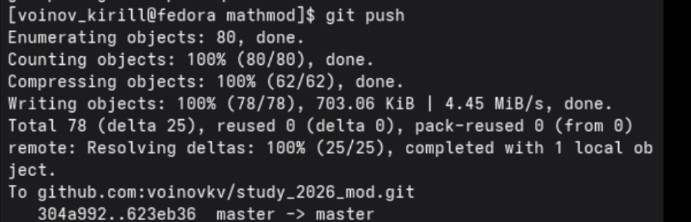 [voinov_kirill@fedora mathmod]$ git push
Enumerating objects: 80, done.
Counting objects: 100% (80/80), done.
Compressing objects: 100% (62/62), done.
Writing objects: 100% (78/78), 703.06 KiB | 4.45 MiB/s, done.
Total 78 (delta 25), reused 0 (delta 0), pack-reused 0 (from 0)
remote: Resolving deltas: 100% (25/25), completed with 1 local ob
ject.
To github.com:voinovkv/study_2026_mod.git
   304a992..623eb36  master -> master